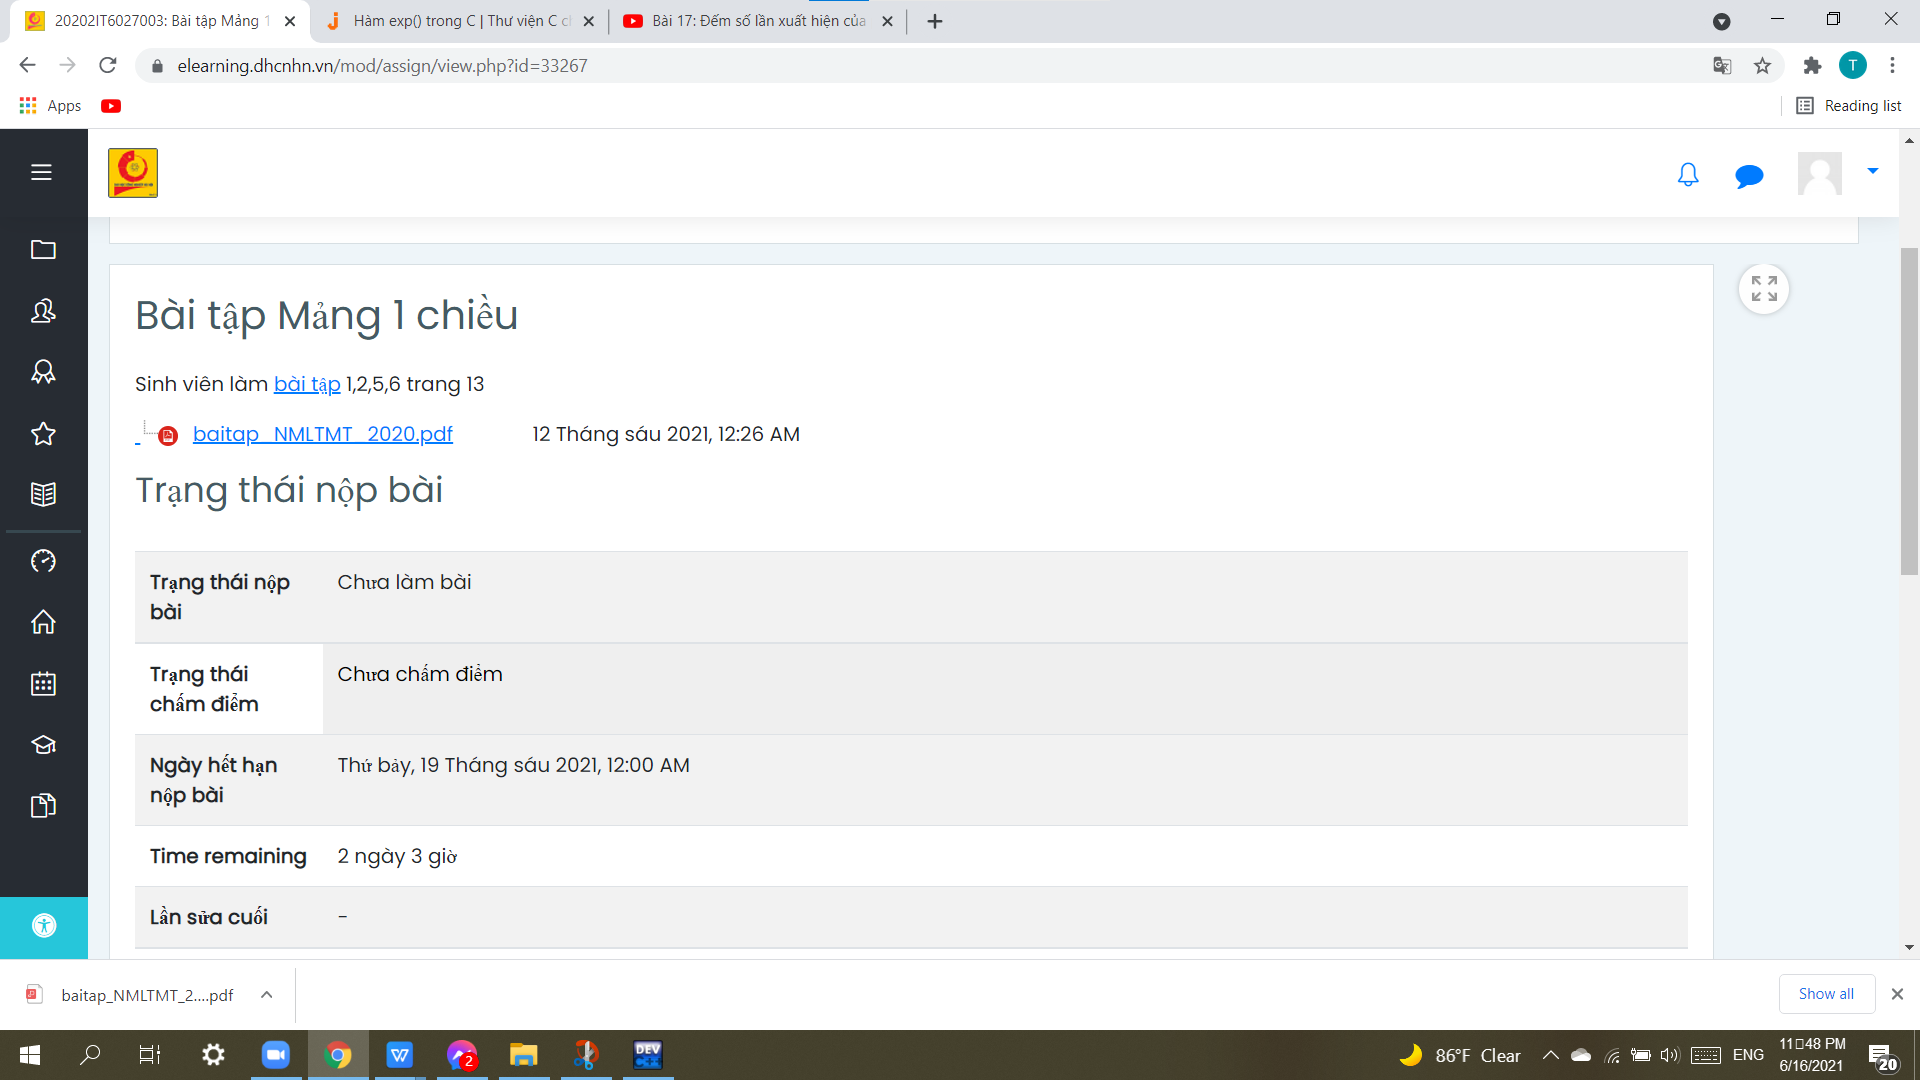 20202IT6027003: Bài tập Mảng 1
Hàm exp() trong C | Thư viện C c
Bài 17: Đếm số lần xuất hiện của
elearning.dhcnhn.vn/mod/assign/view.php?id=33267
T
Apps
Reading list
Bài tập Mảng 1 chiều
Sinh viên làm bài tập 1,2,5,6 trang 13
baitap_NMLTMT_2020.pdf 12 Tháng sáu 2021, 12:26 AM
Trạng thái nộp bài
Trạng thái nộp bài
Chưa làm bài
Trạng thái chấm điểm
Chưa chấm điểm
Ngày hết hạn nộp bài
Thứ bảy, 19 Tháng sáu 2021, 12:00 AM
Time remaining
2 ngày 3 giờ
Lần sửa cuối
-
baitap_NMLTMT_2....pdf
Show all
2
DEV
86°F Clear
ENG
11:48 PM
6/16/2021
20